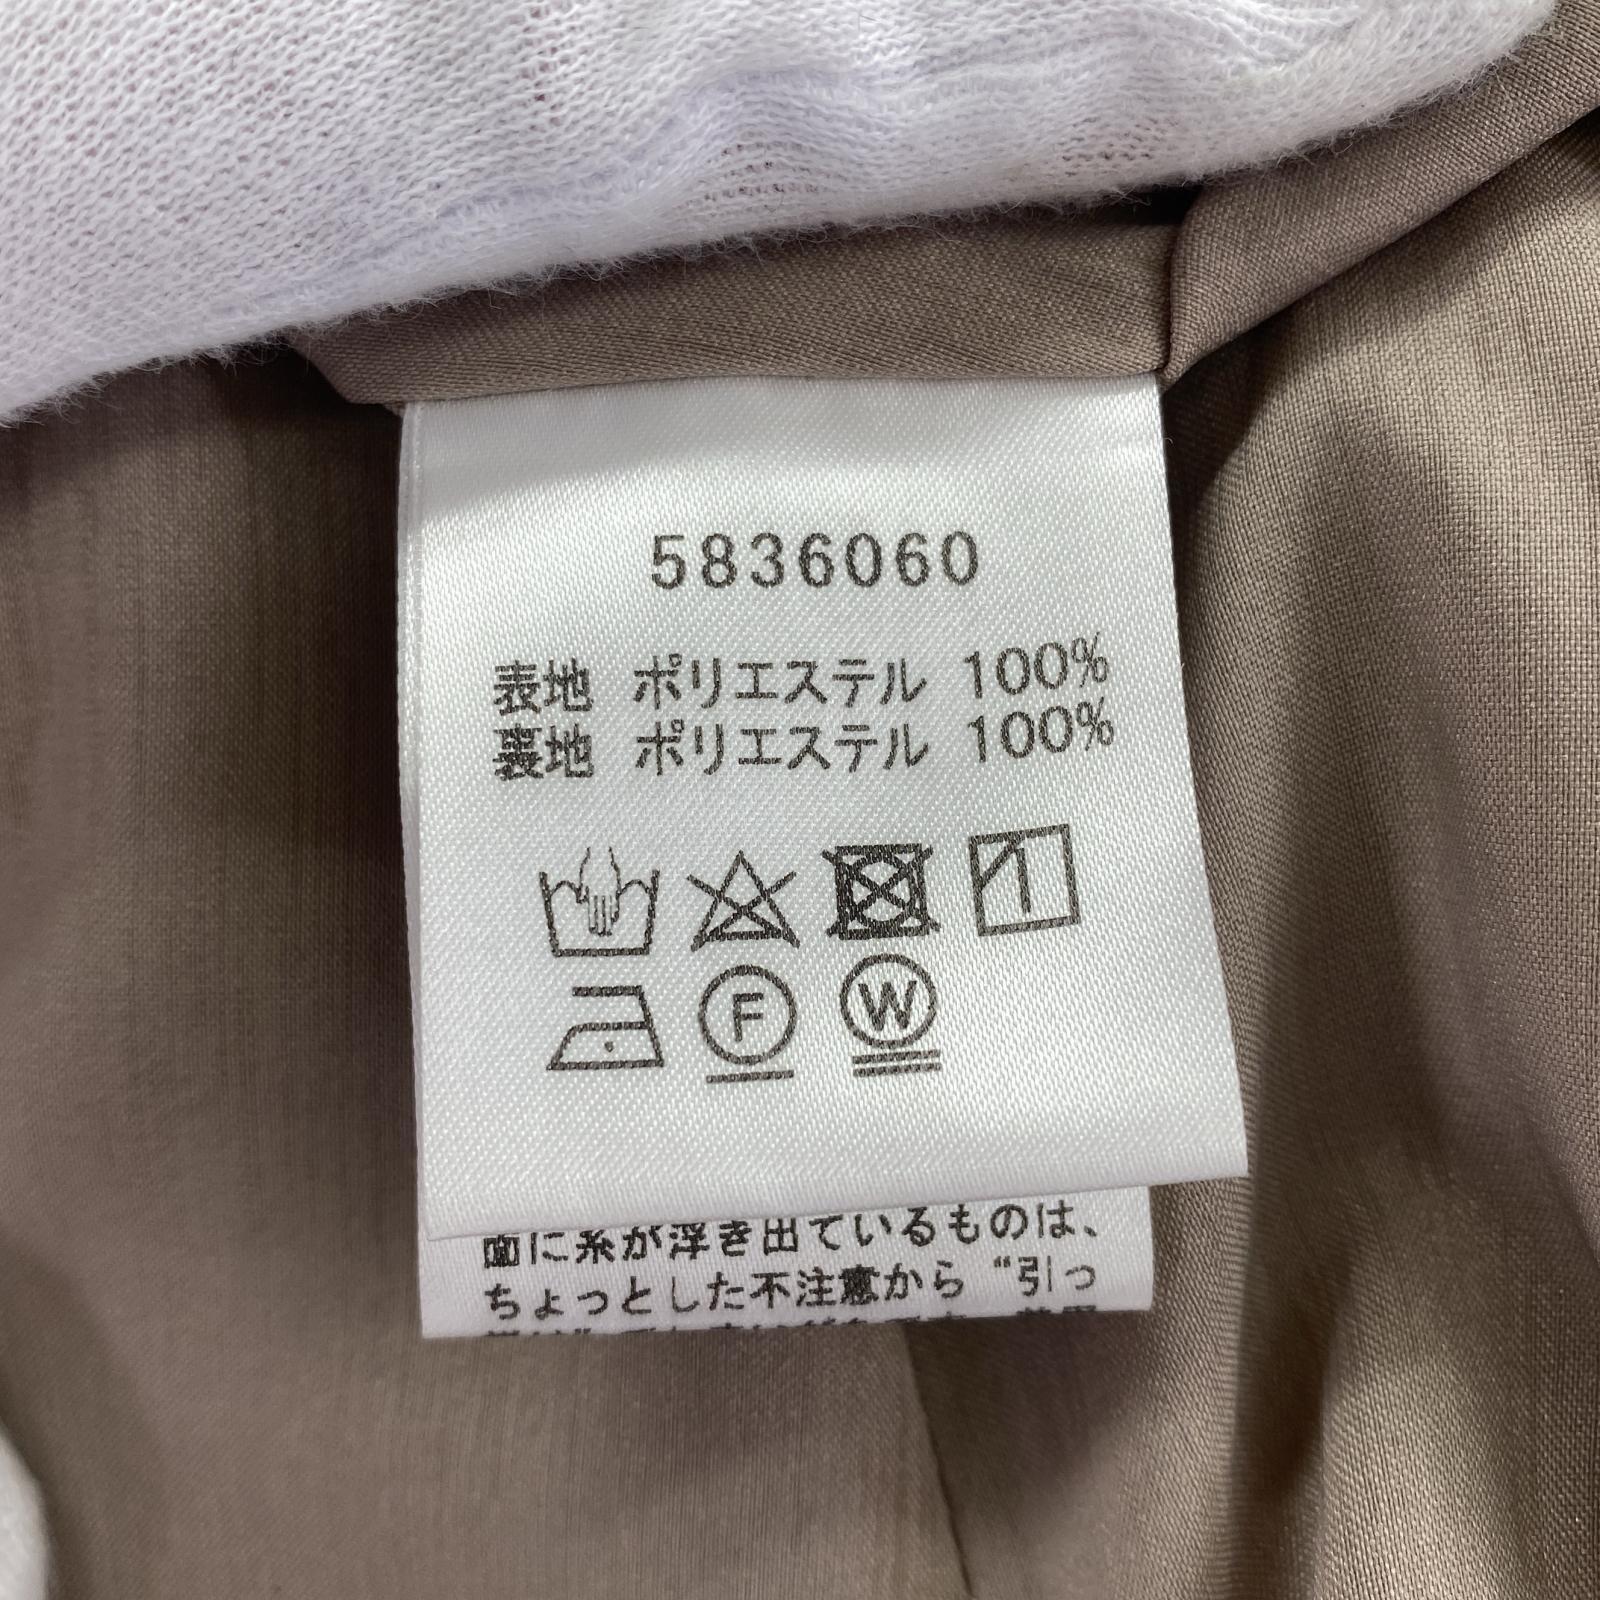 5836060
表地 ポリエステル 100%
裏地 ポリエステル 100%
F W
面に糸が浮き出ているものは、
ちょっとした不注意から “引っ